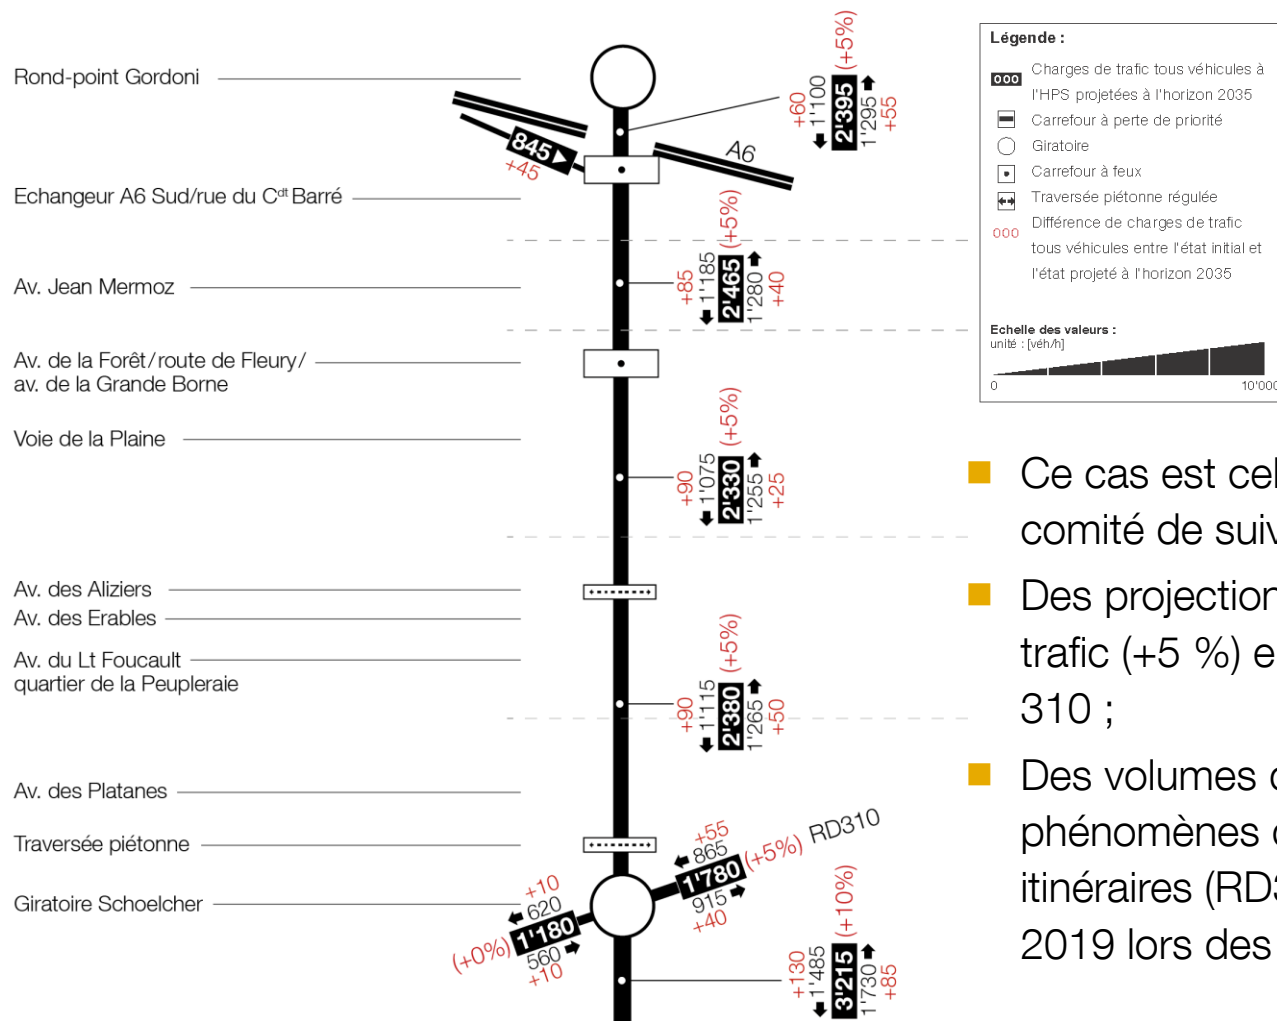 Rond-point Gordoni
Echangeur A6 Sud/rue du Cdt Barré
Av. Jean Mermoz
Av. de la Forêt/route de Fleury/
av. de la Grande Borne
Voie de la Plaine
Av. des Aliziers
Av. des Erables
Av. du Lt Foucault
quartier de la Peupleraie
Av. des Platanes
Traversée piétonne
Giratoire Schoelcher
845
+45
A6
+60
1'100
2'395 (+5%)
1'295
+55
+85
1'185
2'465 (+5%)
1'280
+40
+90
1'075
2'330 (+5%)
1'255
+25
+90
1'115
2'380 (+5%)
1'265
+50
+55
865
1'780 (+5%) RD310
915
+40
+10
620
(+0%) 1'180
560
+10
+130
1'485
3'215 (+10%)
1'730
+85
Légende :
000 Charges de trafic tous véhicules à
l'HPS projetées à l'horizon 2035
Carrefour à perte de priorité
Giratoire
Carrefour à feux
Traversée piétonne régulée
000 Différence de charges de trafic
tous véhicules entre l'état initial et
l'état projeté à l'horizon 2035
Echelle des valeurs :
unité : [véh/h]
0 10'000
Ce cas est cel
comité de suiv
Des projection
trafic (+5 %) e
310 ;
Des volumes d
phénomènes d
itinéraires (RD3
2019 lors des